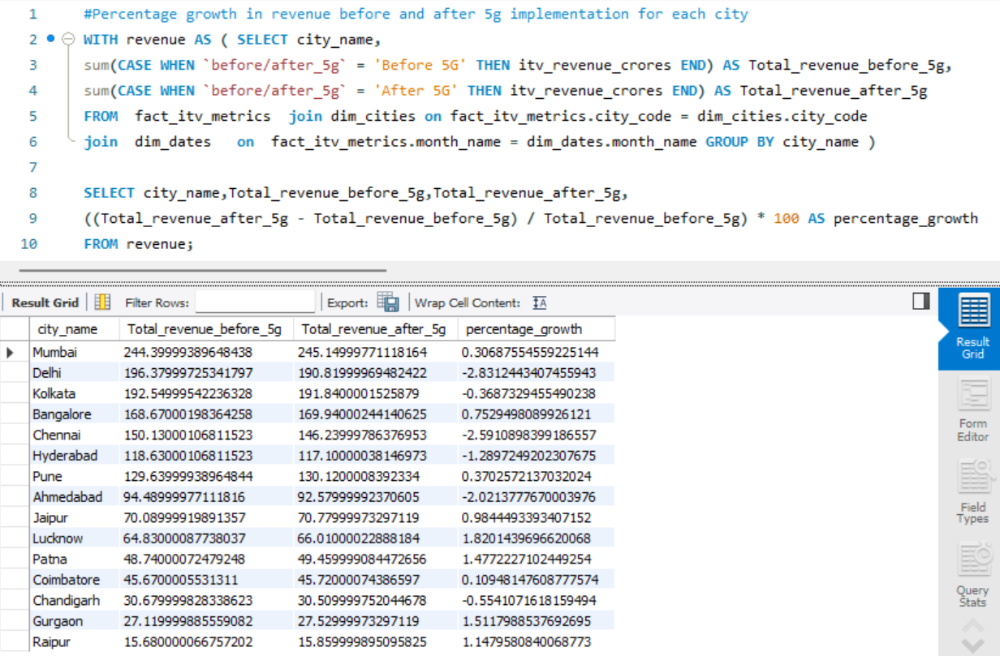 1 #Percentage growth in revenue before and after 5g implementation for each city
2 WITH revenue AS ( SELECT city_name,
3 sum(CASE WHEN `before/after_5g` = 'Before 5G' THEN itv_revenue_crores END) AS Total_revenue_before_5g,
4 sum(CASE WHEN `before/after_5g` = 'After 5G' THEN itv_revenue_crores END) AS Total_revenue_after_5g
5 FROM fact_itv_metrics join dim_cities on fact_itv_metrics.city_code = dim_cities.city_code
6 join dim_dates on fact_itv_metrics.month_name = dim_dates.month_name GROUP BY city_name )
7
8 SELECT city_name,Total_revenue_before_5g,Total_revenue_after_5g,
9 ((Total_revenue_after_5g - Total_revenue_before_5g) / Total_revenue_before_5g) * 100 AS percentage_growth
10 FROM revenue;
Result Grid Filter Rows: Export: Wrap Cell Content: IA
city_name Total_revenue_before_5g Total_revenue_after_5g percentage_growth
Mumbai 244.39999389648438 245.14999771118164 0.30687554559225144
Delhi 196.37999725341797 190.81999969482422 -2.8312443407455943
Kolkata 192.54999542236328 191.8400001525879 -0.3687329455490238
Bangalore 168.67000198364258 169.94000244140625 0.7529498089926121
Chennai 150.13000106811523 146.23999786376953 -2.5910898399186557
Hyderabad 118.63000106811523 117.10000038146973 -1.2897249202307675
Pune 129.63999938964844 130.1200008392334 0.3702572137032024
Ahmedabad 94.48999977111816 92.57999992370605 -2.0213777670003976
Jaipur 70.08999919891357 70.77999973297119 0.9844493393407152
Lucknow 64.83000087738037 66.01000022888184 1.8201439696620068
Patna 48.74000072479248 49.459999084472656 1.4772227102449254
Coimbatore 45.6700005531311 45.72000074386597 0.10948147608777574
Chandigarh 30.679999828338623 30.509999752044678 -0.5541071618159494
Gurgaon 27.119999885559082 27.52999973297119 1.5117988537692695
Raipur 15.680000066757202 15.859999895095825 1.1479580840068773
Result
Grid
Form
Editor
Field
Types
Query
Stats